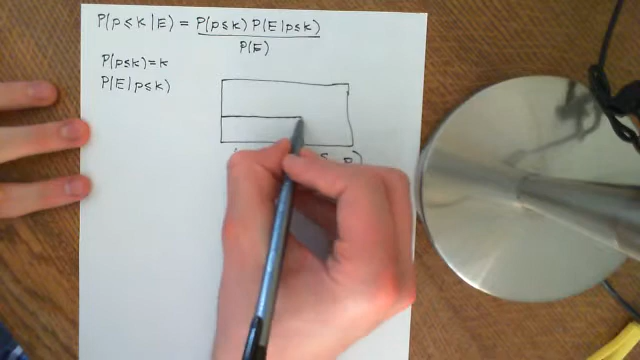 P(p≤k|E) = P(p≤k) P(E|p≤k)
P(E)
P(p≤k)=k
P(E|p≤k)